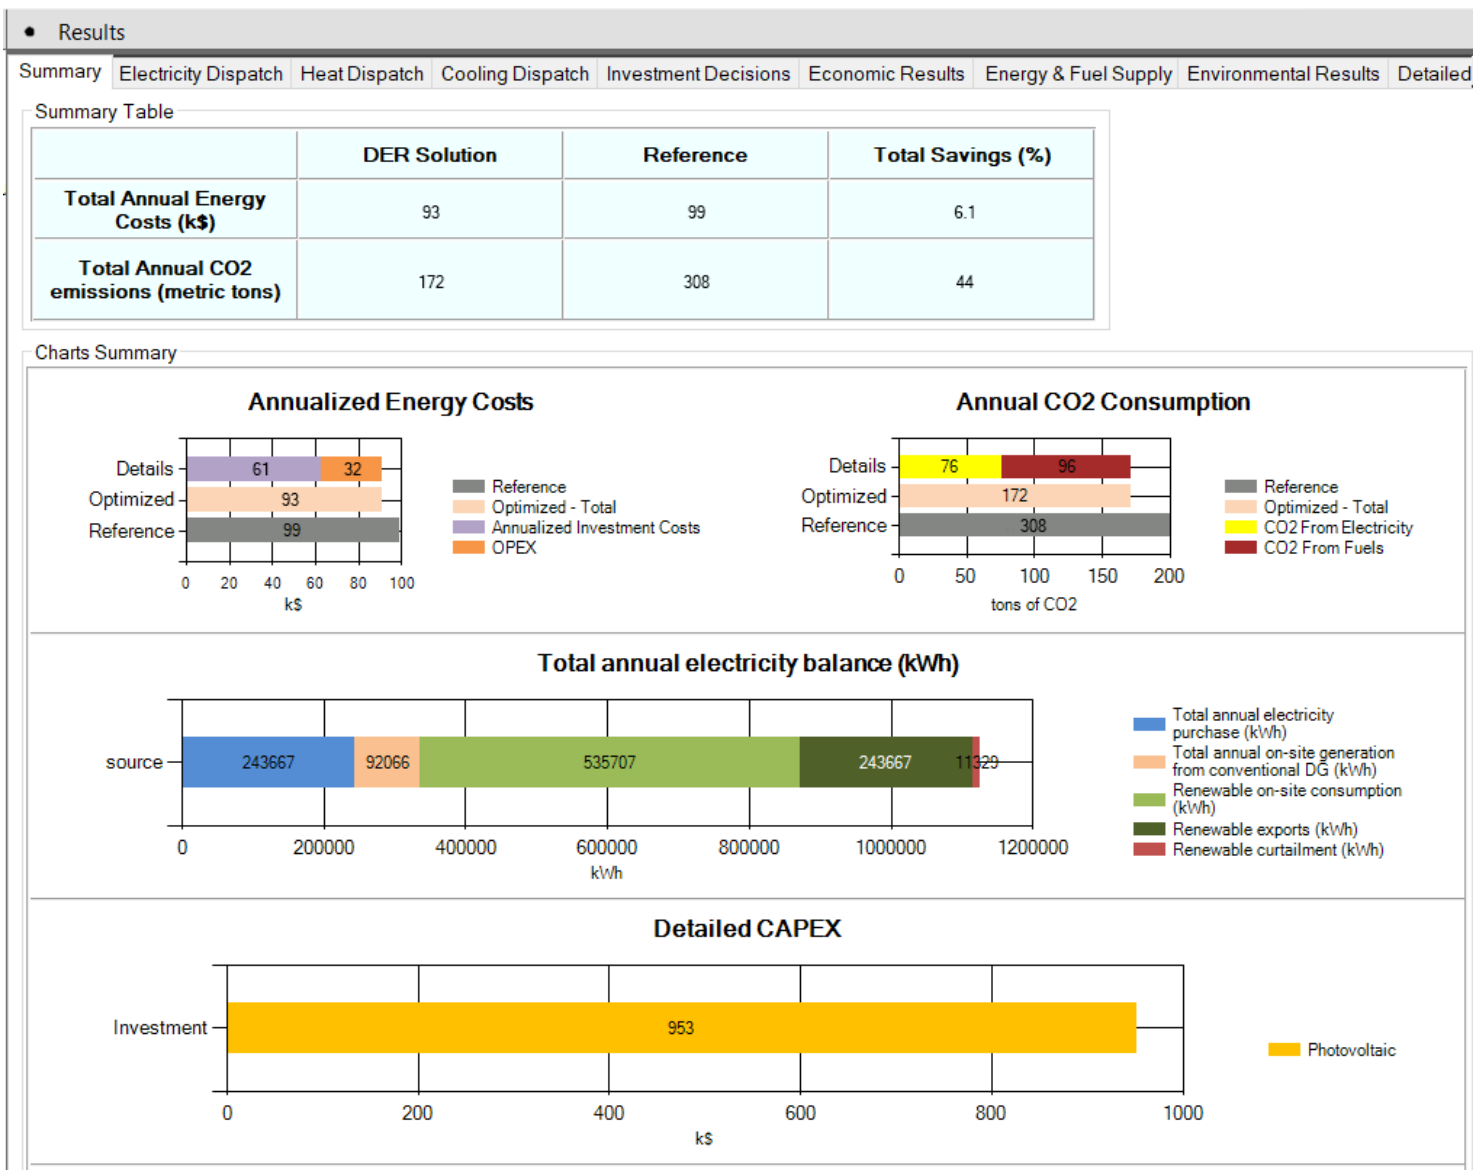 Results
Summary Electricity Dispatch Heat Dispatch Cooling Dispatch Investment Decisions Economic Results Energy & Fuel Supply Environmental Results Detailed
Summary Table
DER Solution Reference Total Savings (%)
Total Annual Energy
Costs (k$)
93 99 6.1
Total Annual CO2
emissions (metric tons)
172 308 44
Charts Summary
Annualized Energy Costs
Details 61 32
Optimized 93
Reference 99
0 20 40 60 80 100
k$
Reference
Optimized - Total
Annualized Investment Costs
OPEX
Annual CO2 Consumption
Details 76 96
Optimized 172
Reference 308
0 50 100 150 200
tons of CO2
Reference
Optimized - Total
CO2 From Electricity
CO2 From Fuels
Total annual electricity balance (kWh)
source 243667 92066 535707 243667 11329
0 200000 400000 600000 800000 1000000 1200000
kWh
Total annual electricity
purchase (kWh)
Total annual on-site generation
from conventional DG (kWh)
Renewable on-site consumption
(kWh)
Renewable exports (kWh)
Renewable curtailment (kWh)
Detailed CAPEX
Investment 953
0 200 400 600 800 1000
k$
Photovoltaic